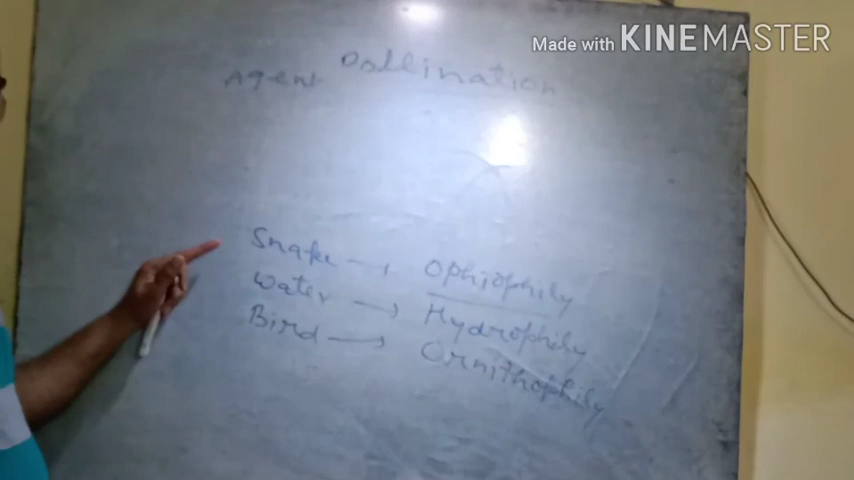 Made with KINEMASTER
Agent Pollination
Snake → Ophiophily
Water → Hydrophily
Bird → Ornithophily